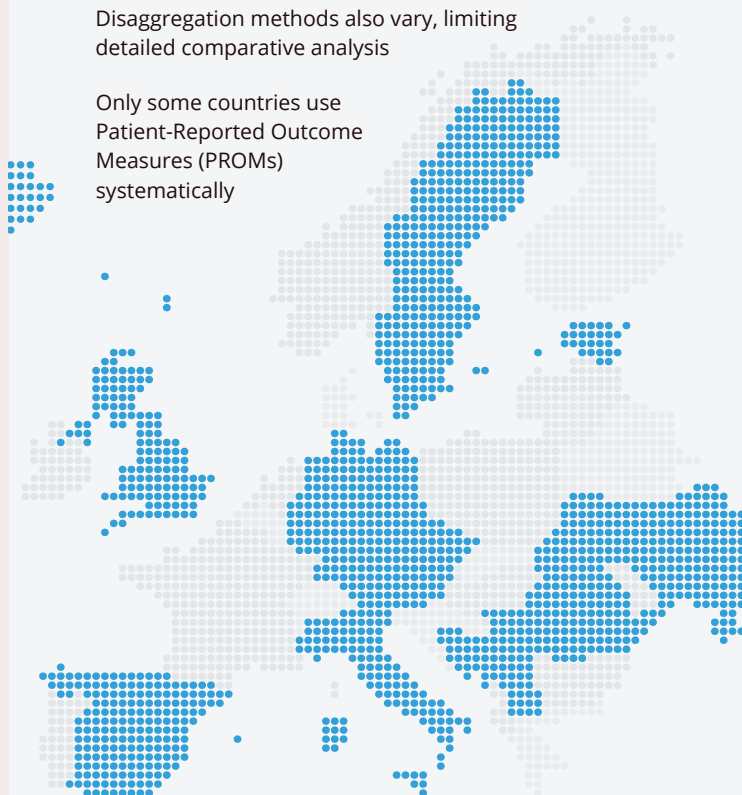 Disaggregation methods also vary, limiting
detailed comparative analysis
Only some countries use
Patient-Reported Outcome
Measures (PROMs)
systematically